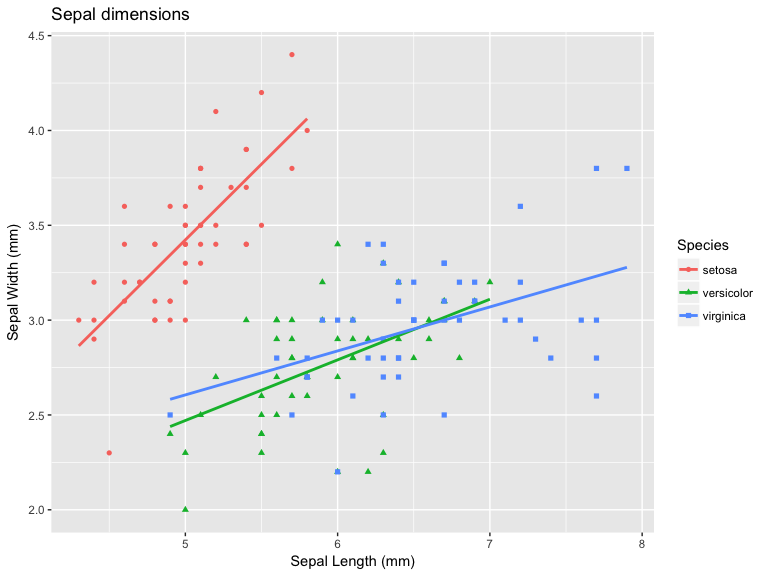 Sepal dimensions
4.5
4.0
3.5
3.0
2.5
2.0
Sepal Width (mm)
5 6 7 8
Sepal Length (mm)
Species
setosa
versicolor
virginica